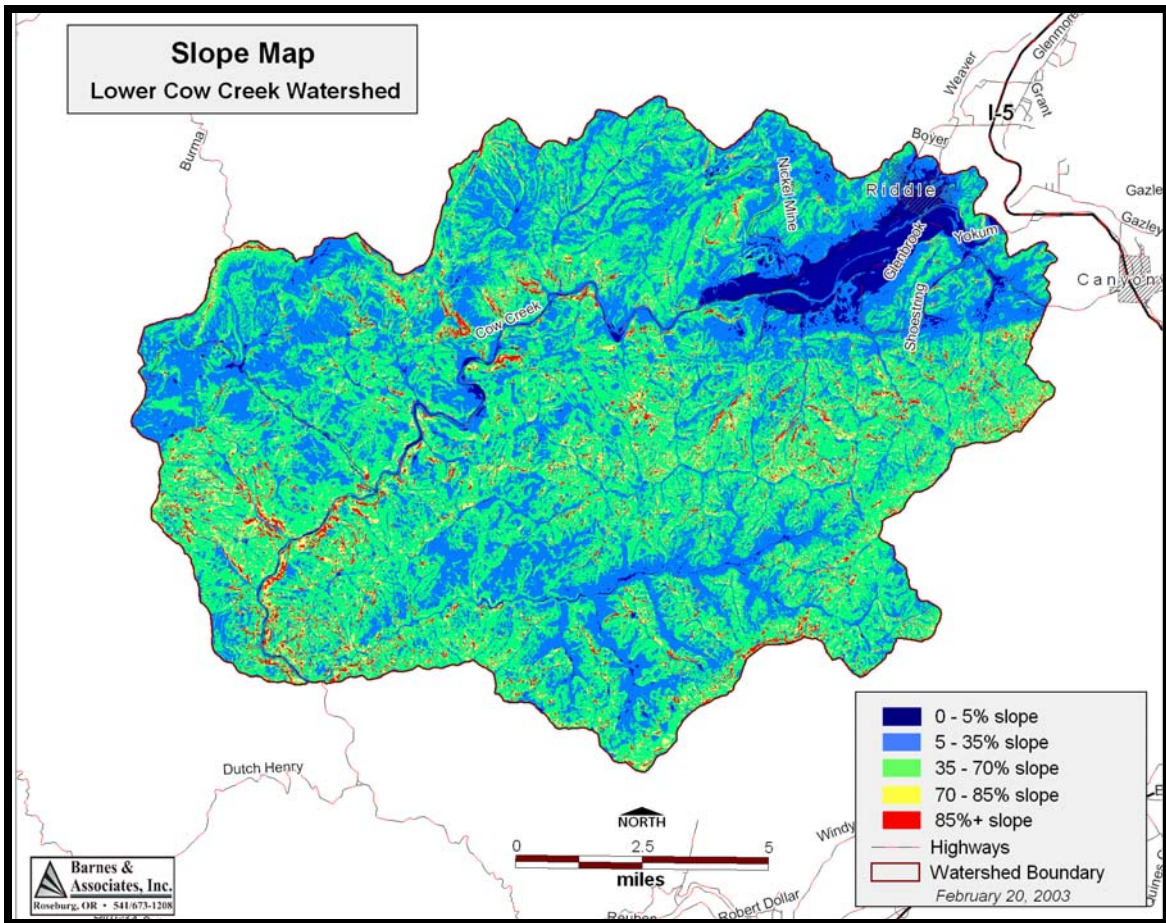 Slope Map
Lower Cow Creek Watershed
Burma
Weaver
Glenmore
Grant
I-5
Boyer
Riddle
Nickel Mine
Glenbrook
Yokum
Gazle
Gazley
Canyon
Shoestring
Cow Creek
Dutch Henry
0 - 5% slope
5 - 35% slope
35 - 70% slope
70 - 85% slope
85%+ slope
Highways
Watershed Boundary
February 20, 2003
NORTH
0 2.5 5
miles
Windy
Robert Dollar
Reuben
Quines C
E
Barnes &
Associates, Inc.
Roseburg, OR • 541/673-1208